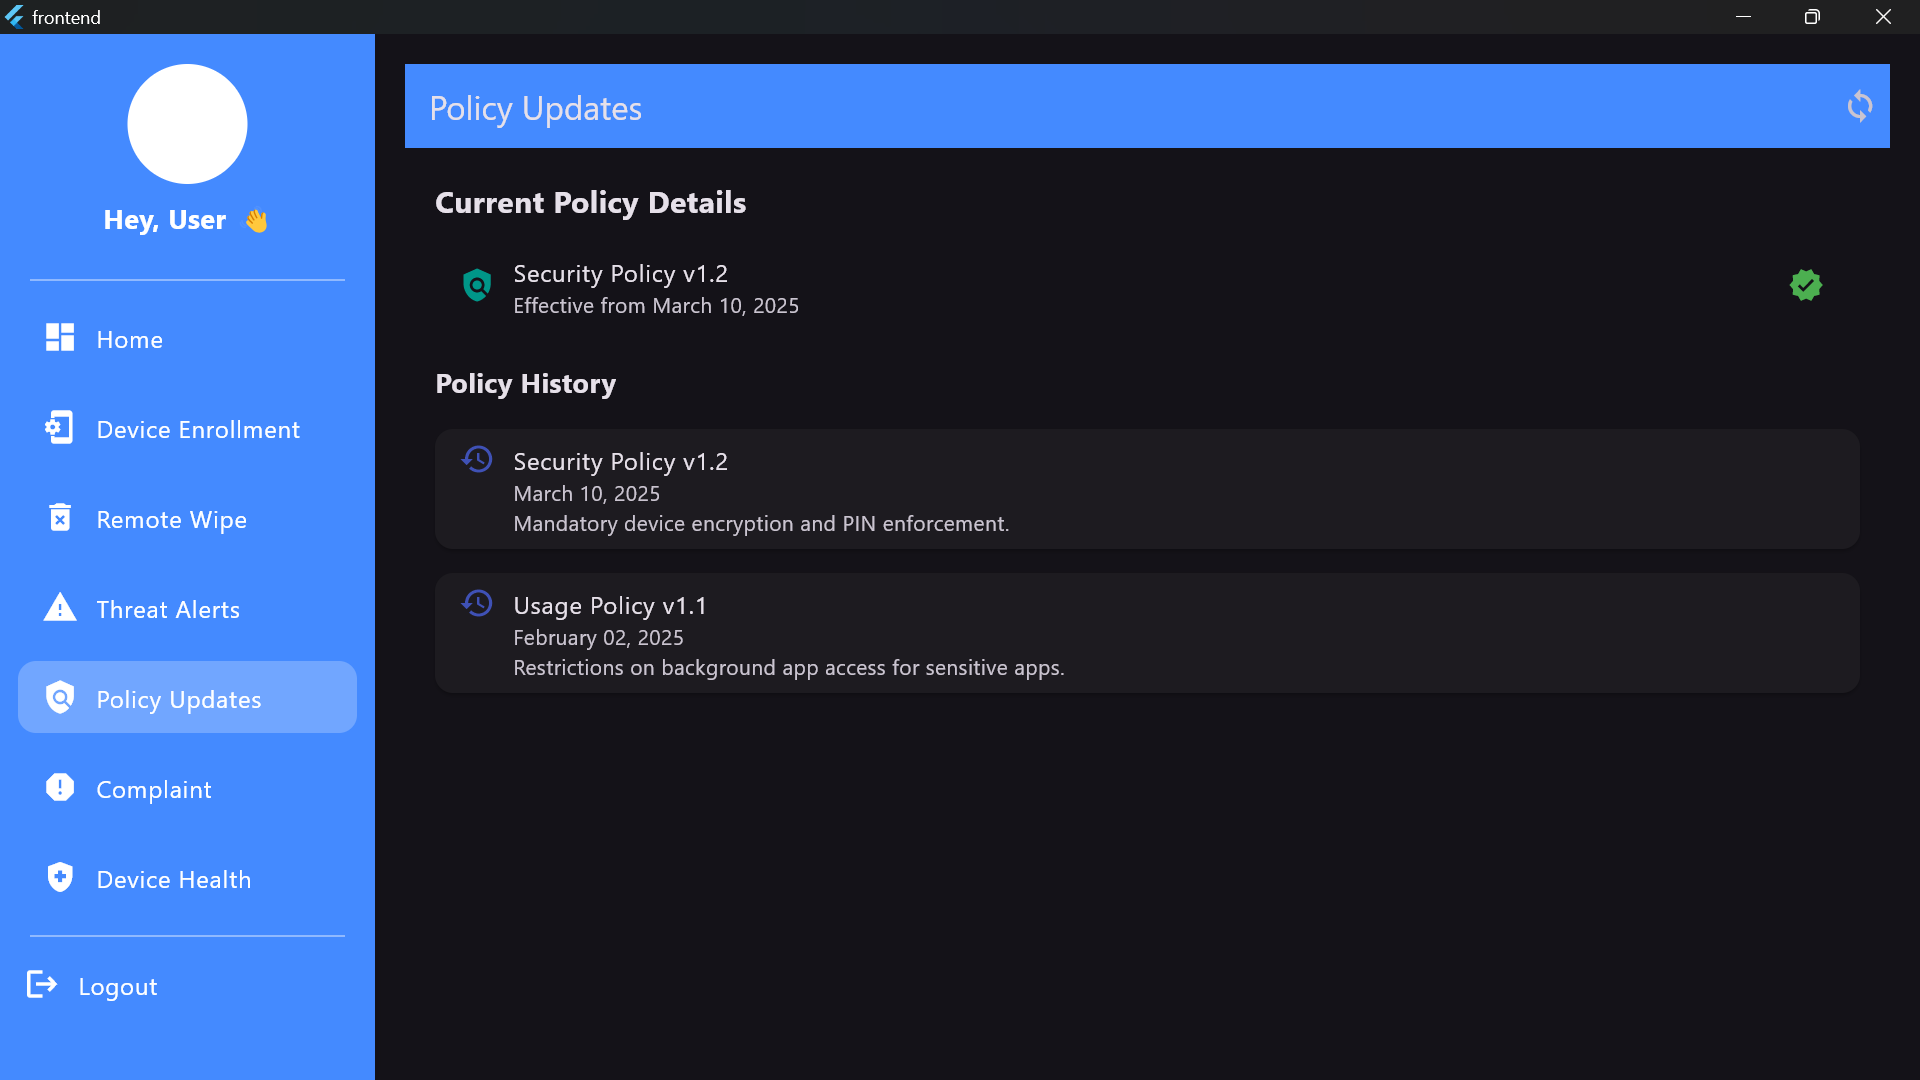 frontend
Hey, User 👋
Home
Device Enrollment
Remote Wipe
Threat Alerts
Policy Updates
Complaint
Device Health
Logout
Policy Updates
Current Policy Details
Security Policy v1.2
Effective from March 10, 2025
Policy History
Security Policy v1.2
March 10, 2025
Mandatory device encryption and PIN enforcement.
Usage Policy v1.1
February 02, 2025
Restrictions on background app access for sensitive apps.